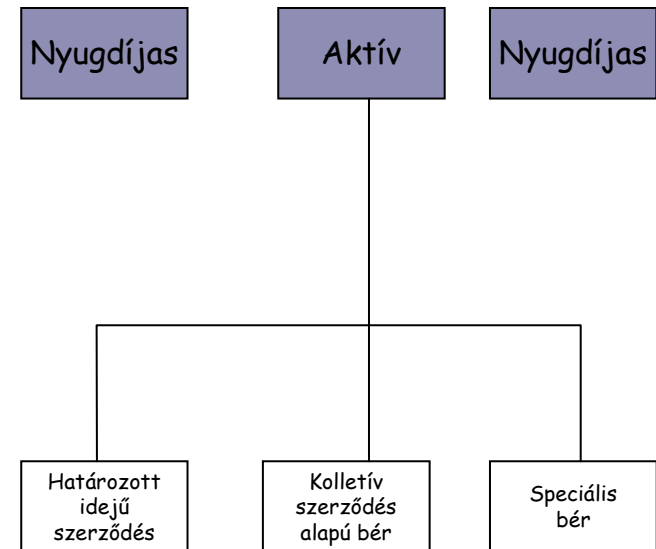 Nyugdíjas
Aktív
Nyugdíjas
Határozott
idejű
szerződés
Kolletív
szerződés
alapú bér
Speciális
bér